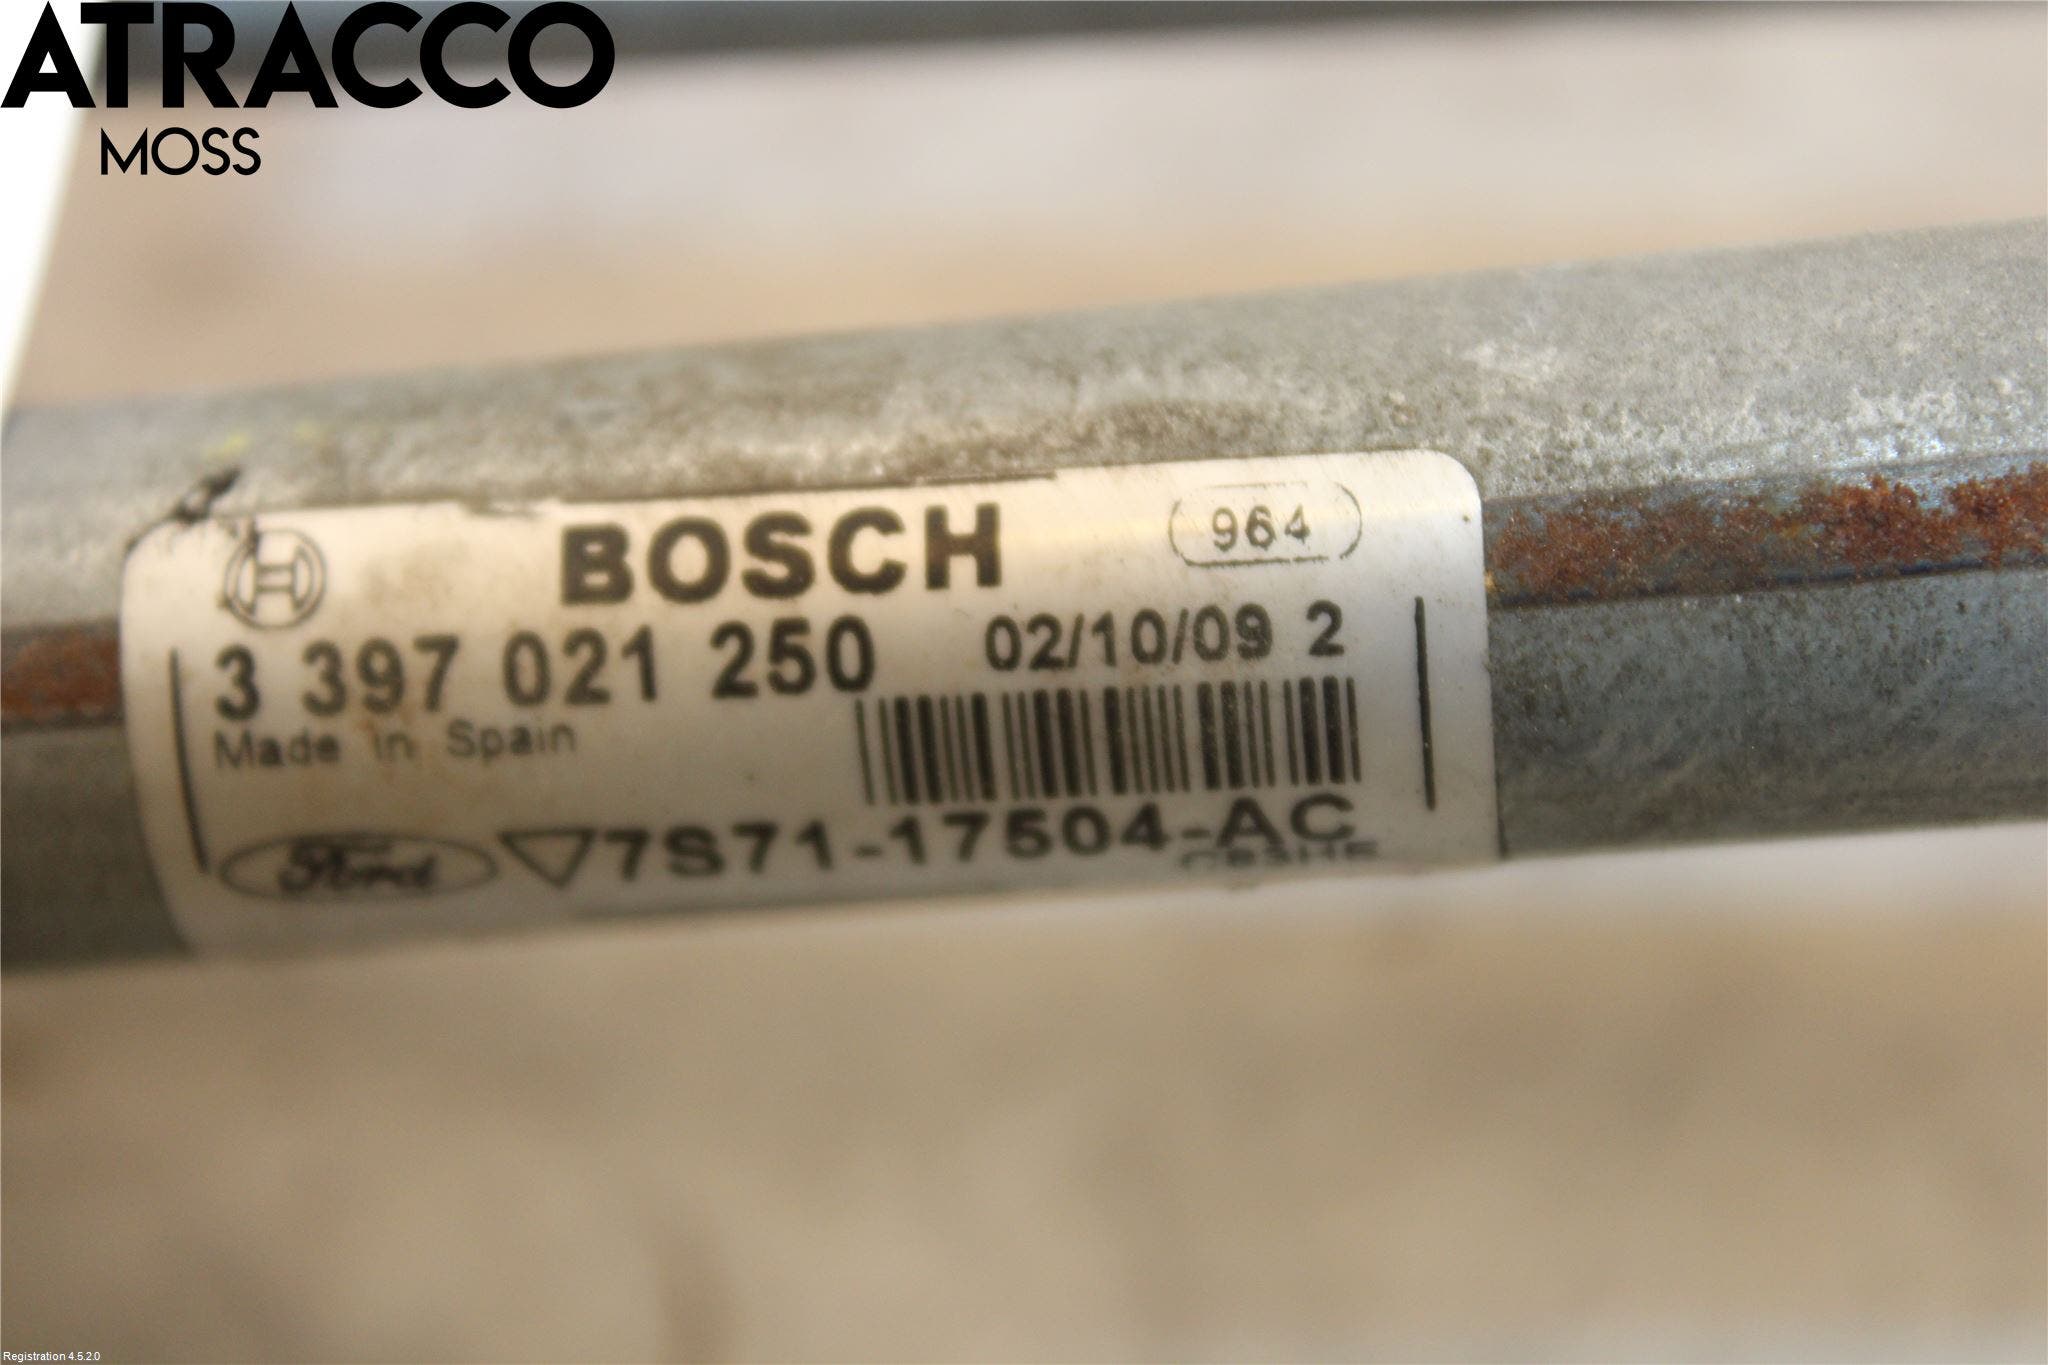 ATRACCO
MOSS
BOSCH 964
3 397 021 250 02/10/09 2
Made in Spain
Ford 7S71-17504-AC
Registration 4.5.2.0